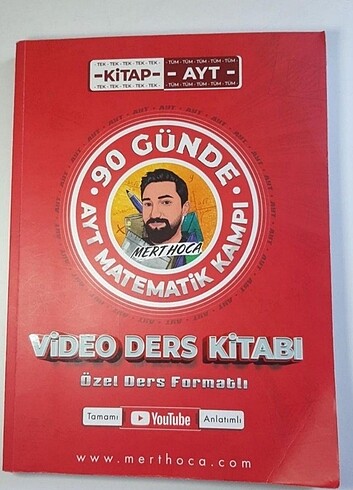 - TEK - TEK - TEK - TEK - TEK -
- TÜM - TÜM - TÜM - TÜM - TÜM -
-KİTAP-
- AYT -
- TEK - TEK - TEK - TEK - TEK -
- TÜM - TÜM - TÜM - TÜM - TÜM -
90 GÜNDE
AYT MATEMATİK KAMPI
MERT HOCA
VİDEO DERS KİTABI
Özel Ders Formatlı
Tamamı YouTube Anlatımlı
www.merthoca.com